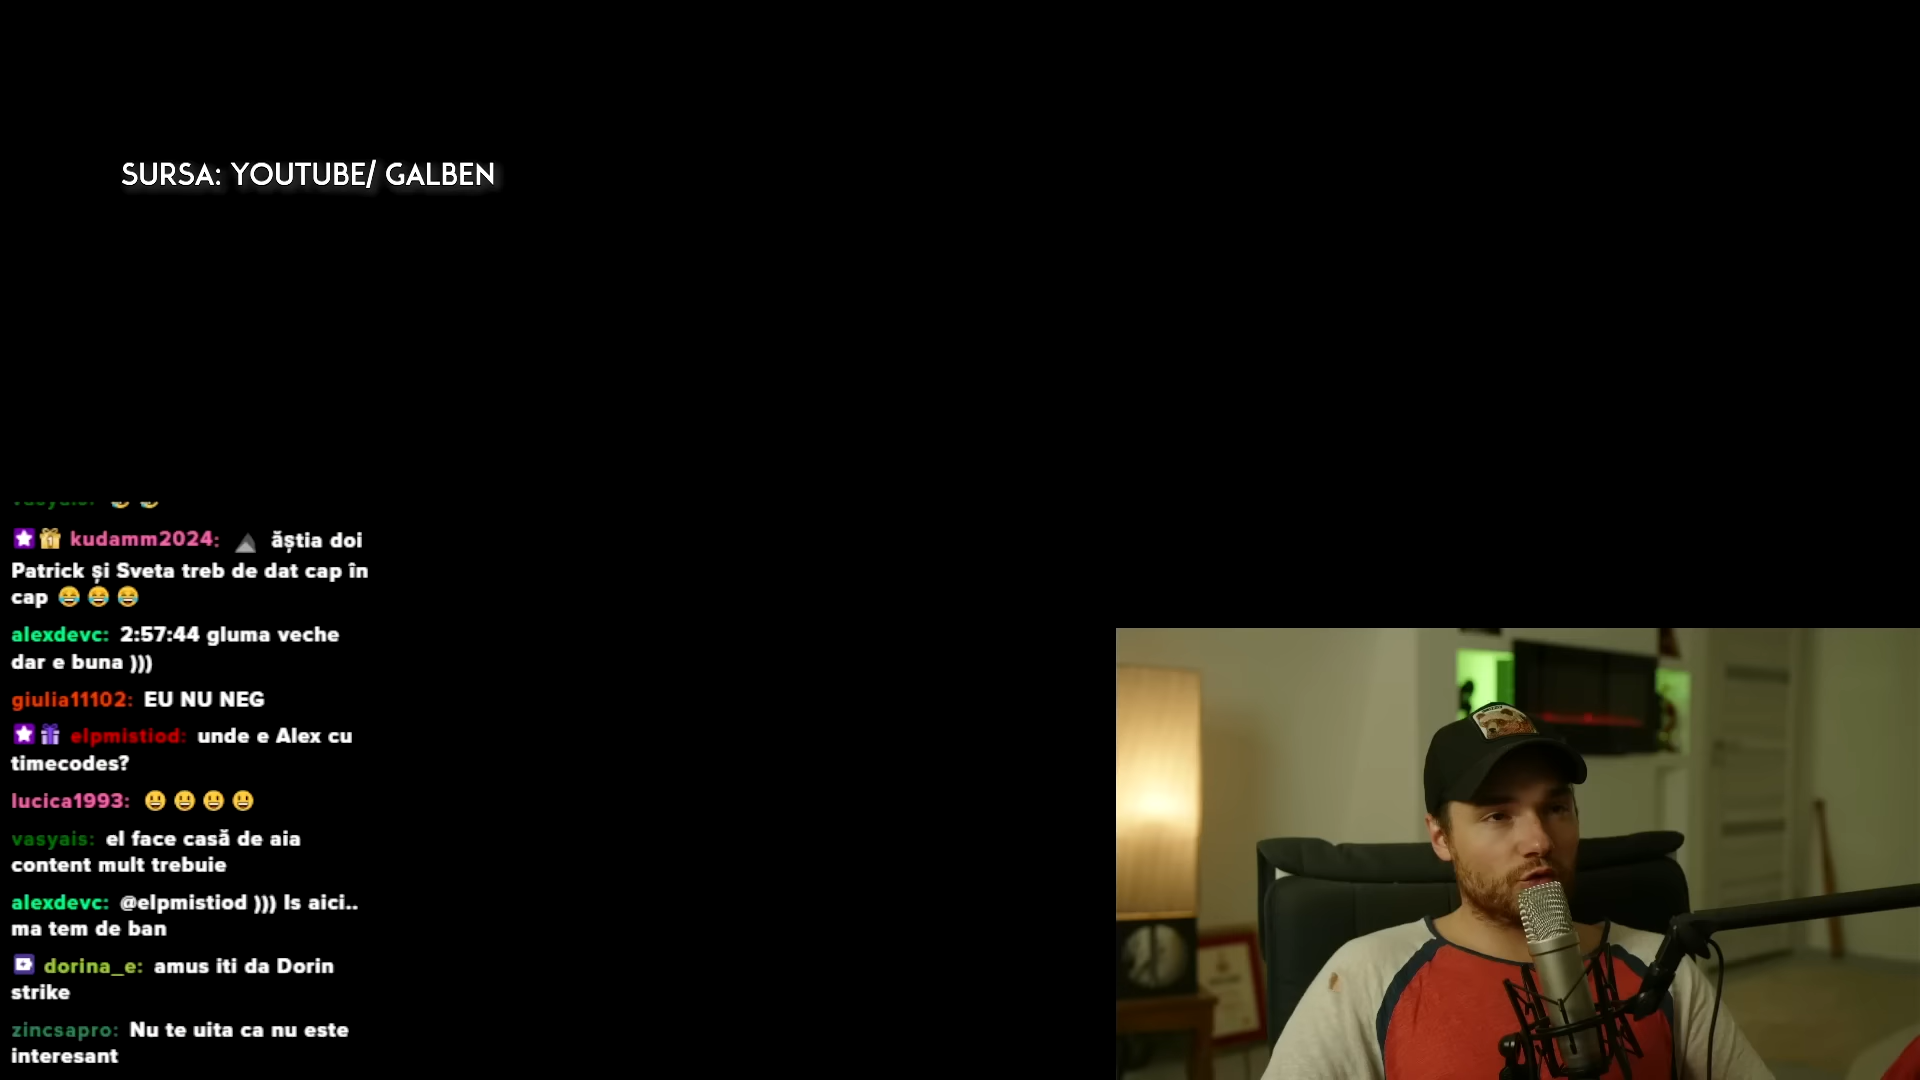 SURSA: YOUTUBE/ GALBEN
kudamm2024: ăștia doi
Patrick și Sveta treb de dat cap în
cap 😂 😂 😂
alexdevc: 2:57:44 gluma veche
dar e buna )))
giulia11102: EU NU NEG
elpmistiod: unde e Alex cu
timecodes?
lucica1993: 😃 😃 😃 😃
vasyais: el face casă de aia
content mult trebuie
alexdevc: @elpmistiod ))) Is aici..
ma tem de ban
dorina_e: amus iti da Dorin
strike
zincsapro: Nu te uita ca nu este
interesant